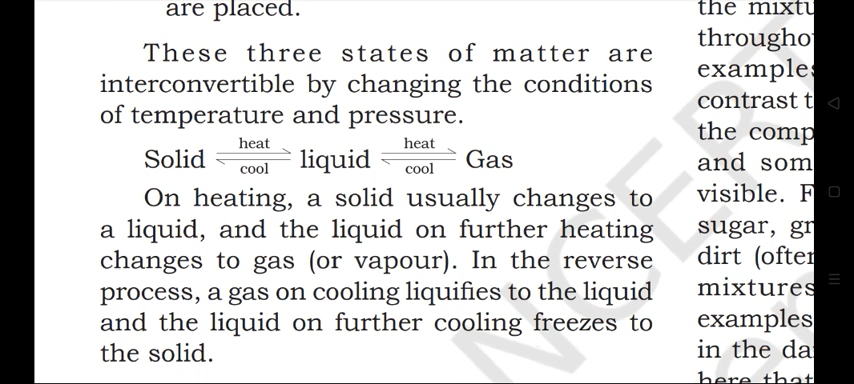 are placed.
These three states of matter are
interconvertible by changing the conditions
of temperature and pressure.
Solid ⇌ liquid ⇌ Gas
heat heat
cool cool
On heating, a solid usually changes to
a liquid, and the liquid on further heating
changes to gas (or vapour). In the reverse
process, a gas on cooling liquifies to the liquid
and the liquid on further cooling freezes to
the solid.
the
throughо
contrast
the comp
and som
visible. F
sugar, gr
dirt (ofte
mixtures
examples
in the da
here that
NCERT